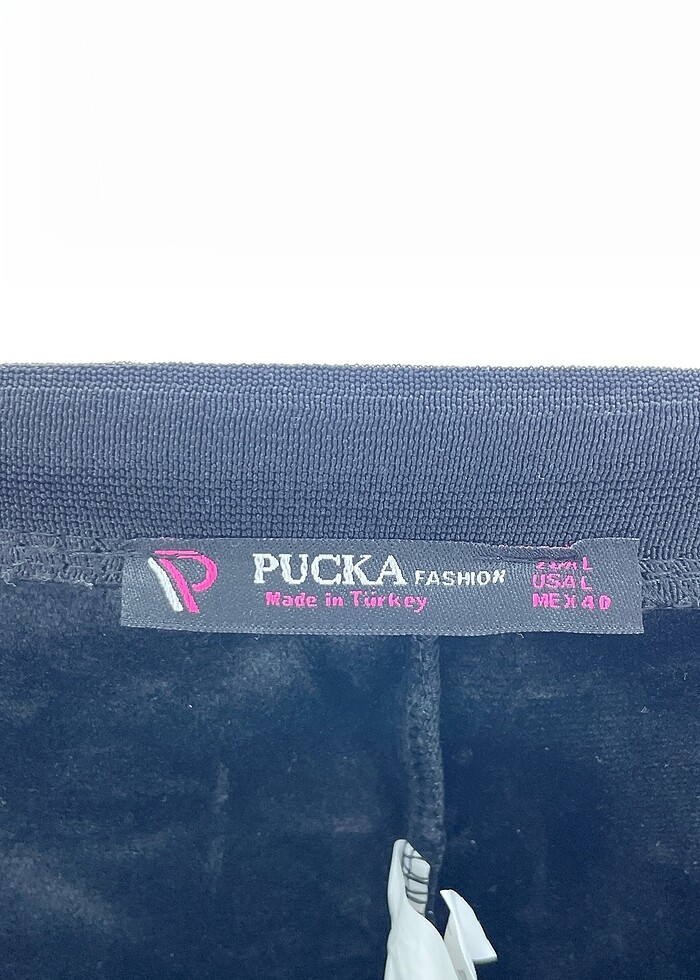 PUCKA FASHION
Made in Türkey
L
USA L
MEX 40